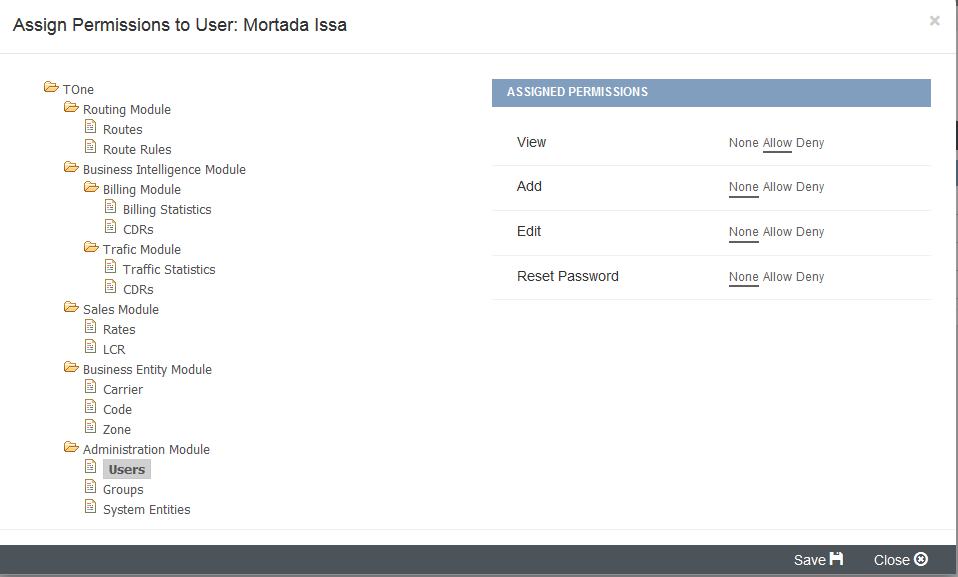 Assign Permissions to User: Mortada Issa
×
TOne
Routing Module
Routes
Route Rules
Business Intelligence Module
Billing Module
Billing Statistics
CDRs
Trafic Module
Traffic Statistics
CDRs
Sales Module
Rates
LCR
Business Entity Module
Carrier
Code
Zone
Administration Module
Users
Groups
System Entities
ASSIGNED PERMISSIONS
View None Allow Deny
Add None Allow Deny
Edit None Allow Deny
Reset Password None Allow Deny
Save Close